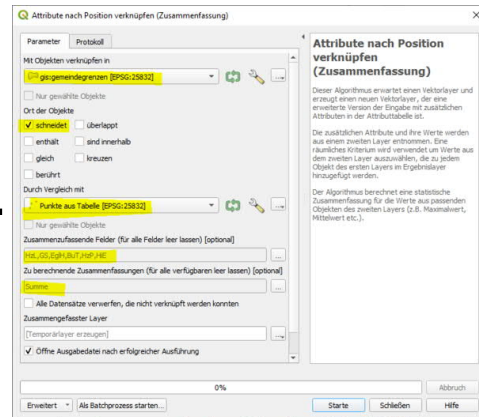 Attribute nach Position verknüpfen (Zusammenfassung)
Parameter
Protokoll
Mit Objekten verknüpfen in
gis:gemeindegrenzen [EPSG:25832]
Nur gewählte Objekte
Ort der Objekte
schneidet
überlappt
enthält
sind innerhalb
gleich
kreuzen
berührt
Durch Vergleich mit
Punkte aus Tabelle [EPSG:25832]
Nur gewählte Objekte
Zusammenzufassende Felder (für alle Felder leer lassen) [optional]
HzL,GS,EglH,BuT,HzP,HiE
Zu berechnende Zusammenfassungen (für alle verfügbaren leer lassen) [optional]
Summe
Alle Datensätze verwerfen, die nicht verknüpft werden konnten
Zusammengefasster Layer
[Temporärlayer erzeugen]
Öffne Ausgabedatei nach erfolgreicher Ausführung
Attribute nach Position
verknüpfen
(Zusammenfassung)
Dieser Algorithmus erwartet einen Vektorlayer und
erzeugt einen neuen Vektorlayer, der eine
erweiterte Version der Eingabe mit zusätzlichen
Attributen in der Attributtabelle ist.
Die zusätzlichen Attribute und ihre Werte werden
aus einem zweiten Layer entnommen. Eine
räumliches Kriterium wird verwendet um Werte aus
dem zweiten Layer auszuwählen, die zu jedem
Objekt des ersten Layers im Ergebnislayer
hinzugefügt werden.
Der Algorithmus berechnet eine statistische
Zusammenfassung für die Werte aus passenden
Objekten des zweiten Layers (z.B. Maximalwert,
Mittelwert etc.).
0%
Abbruch
Erweitert
Als Batchprozess starten...
Starte
Schließen
Hilfe